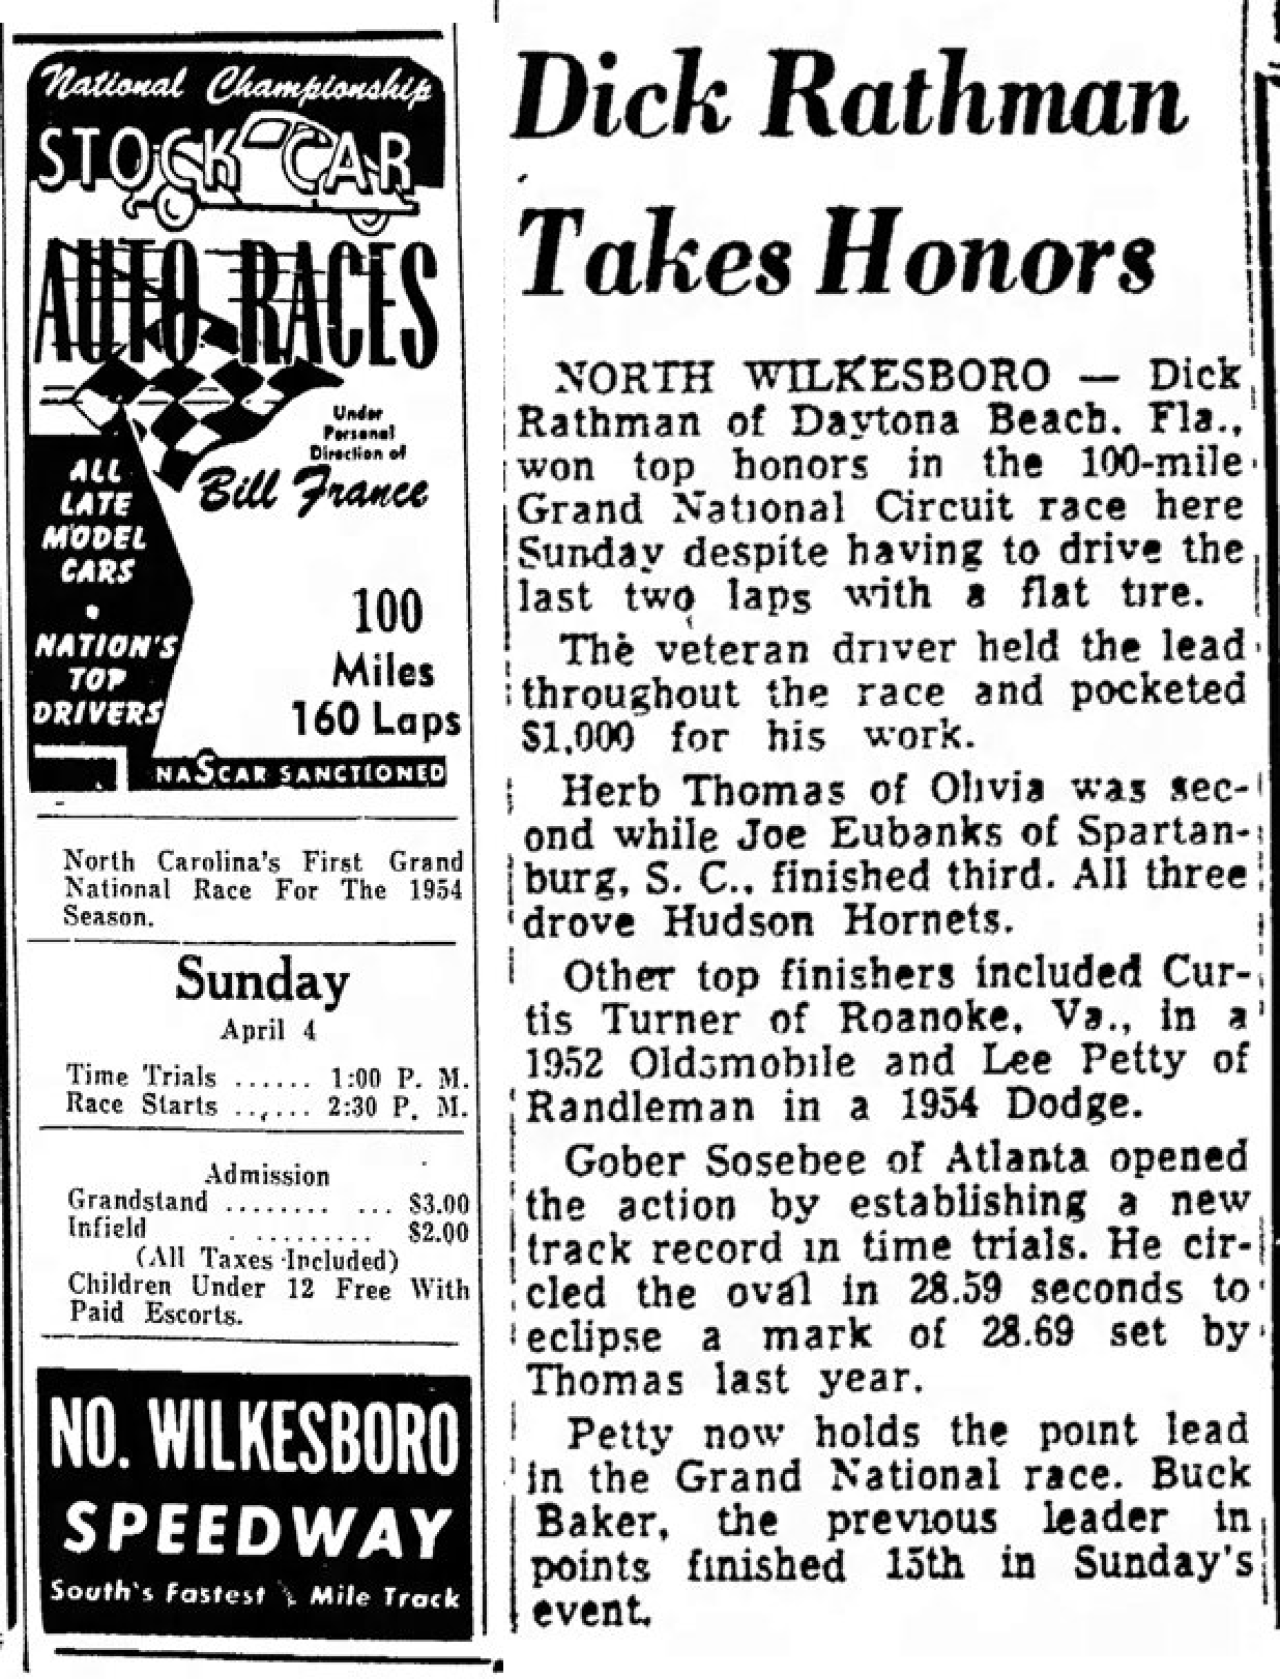 National Championship
STOCK CAR
AUTO RACES
Under
Personal
Direction of
Bill France
ALL
LATE
MODEL
CARS
•
NATION'S
TOP
DRIVERS
100
Miles
160 Laps
NASCAR SANCTIONED
North Carolina's First Grand
National Race For The 1954
Season.
Sunday
April 4
Time Trials ...... 1:00 P. M.
Race Starts ...... 2:30 P. M.
Admission
Grandstand ........ ... $3.00
Infield . ......... $2.00
(All Taxes Included)
Children Under 12 Free With
Paid Escorts.
NO. WILKESBORO
SPEEDWAY
South's Fastest Mile Track
Dick Rathman
Takes Honors
NORTH WILKESBORO — Dick
Rathman of Daytona Beach, Fla.,
won top honors in the 100-mile
Grand National Circuit race here
Sunday despite having to drive the
last two laps with a flat tire.
The veteran driver held the lead
throughout the race and pocketed
$1,000 for his work.
Herb Thomas of Olivia was sec-
ond while Joe Eubanks of Spartan-
burg, S. C., finished third. All three
drove Hudson Hornets.
Other top finishers included Cur-
tis Turner of Roanoke, Va., in a
1952 Oldsmobile and Lee Petty of
Randleman in a 1954 Dodge.
Gober Sosebee of Atlanta opened
the action by establishing a new
track record in time trials. He cir-
cled the oval in 28.59 seconds to
eclipse a mark of 28.69 set by
Thomas last year.
Petty now holds the point lead
in the Grand National race. Buck
Baker, the previous leader in
points finished 15th in Sunday's
event.